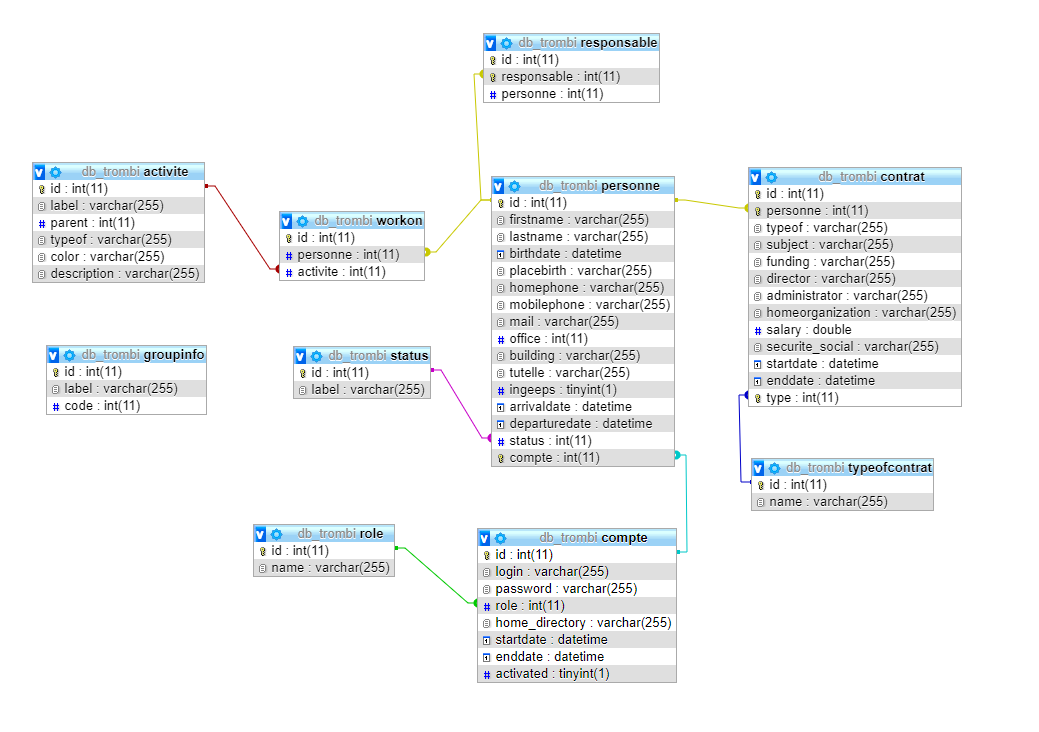 db_trombi responsable
id : int(11)
responsable : int(11)
personne : int(11)
db_trombi activite
id : int(11)
label : varchar(255)
parent : int(11)
typeof : varchar(255)
color : varchar(255)
description : varchar(255)
db_trombi workon
id : int(11)
personne : int(11)
activite : int(11)
db_trombi personne
id : int(11)
firstname : varchar(255)
lastname : varchar(255)
birthdate : datetime
placebirth : varchar(255)
homephone : varchar(255)
mobilephone : varchar(255)
mail : varchar(255)
office : int(11)
building : varchar(255)
tutelle : varchar(255)
ingeeps : tinyint(1)
arrivaldate : datetime
departuredate : datetime
status : int(11)
compte : int(11)
db_trombi contrat
id : int(11)
personne : int(11)
typeof : varchar(255)
subject : varchar(255)
funding : varchar(255)
director : varchar(255)
administrator : varchar(255)
homeorganization : varchar(255)
salary : double
securite_social : varchar(255)
startdate : datetime
enddate : datetime
type : int(11)
db_trombi groupinfo
id : int(11)
label : varchar(255)
code : int(11)
db_trombi status
id : int(11)
label : varchar(255)
db_trombi typeofcontrat
id : int(11)
name : varchar(255)
db_trombi role
id : int(11)
name : varchar(255)
db_trombi compte
id : int(11)
login : varchar(255)
password : varchar(255)
role : int(11)
home_directory : varchar(255)
startdate : datetime
enddate : datetime
activated : tinyint(1)